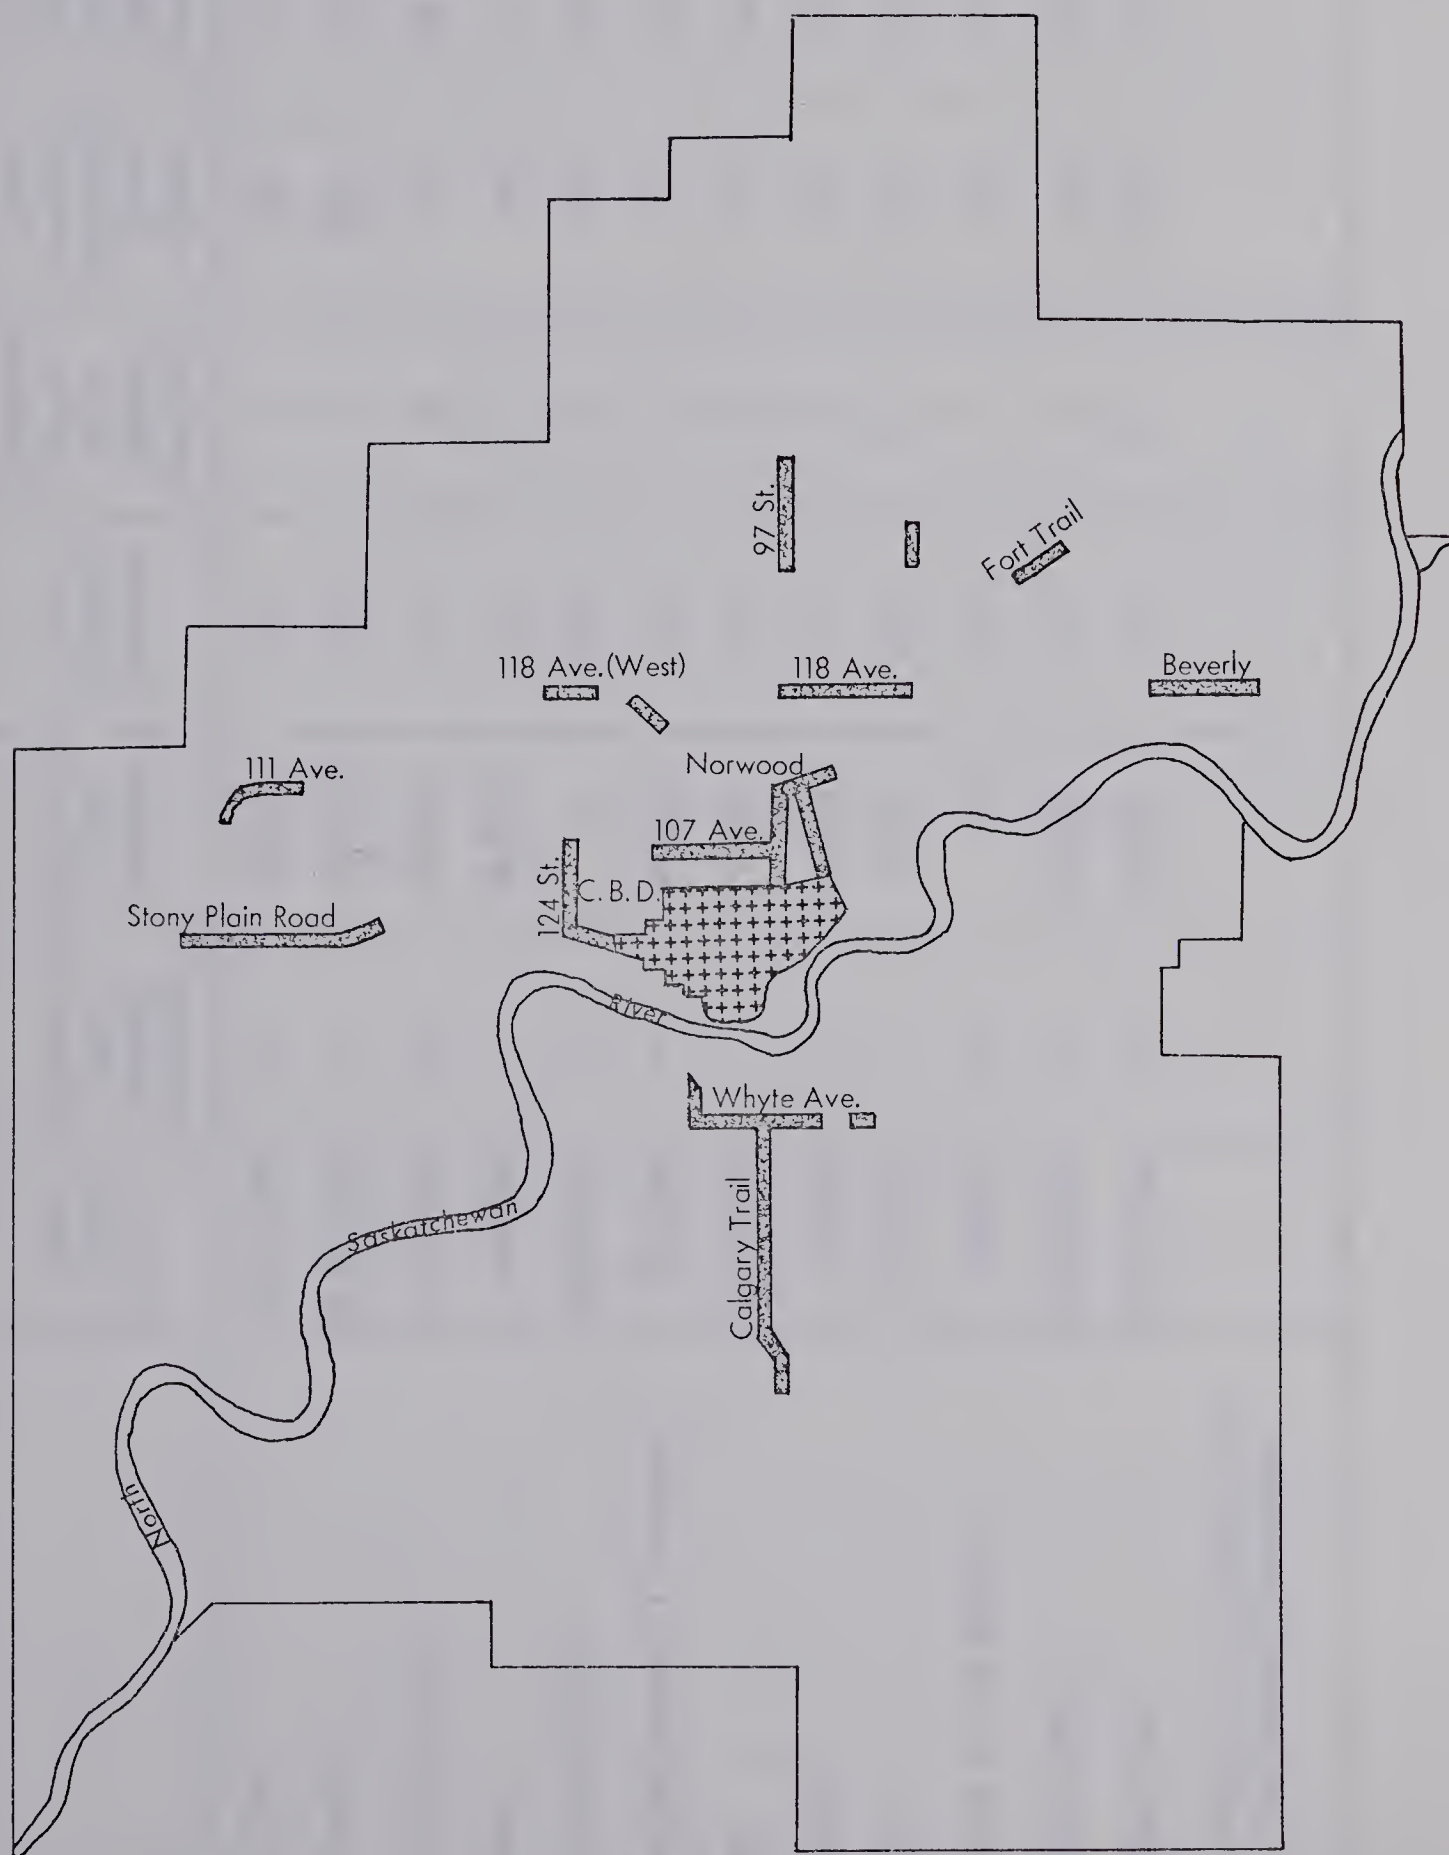 97 St.
Fort Trail
118 Ave.(West)
118 Ave.
Beverly
Norwood
111 Ave.
107 Ave.
124 St.
C. B. D.
Stony Plain Road
River
Whyte Ave.
Saskatchewan
Calgary Trail
North